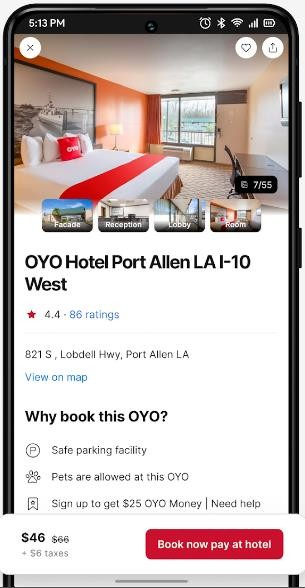 5:13 PM
OYO
7/55
Facade
Reception
Lobby
Room
OYO Hotel Port Allen LA I-10
West
4.4 · 86 ratings
821 S , Lobdell Hwy, Port Allen LA
View on map
Why book this OYO?
P
Safe parking facility
Pets are allowed at this OYO
Sign up to get $25 OYO Money | Need help
$46 $66
+ $6 taxes
Book now pay at hotel